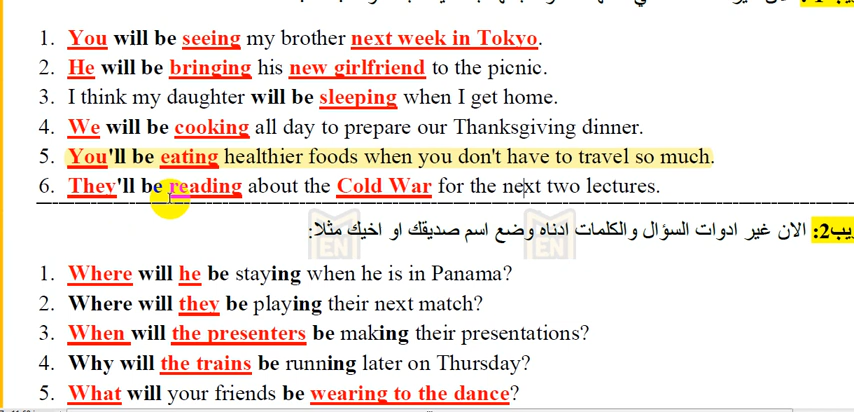 1. You will be seeing my brother next week in Tokyo.
2. He will be bringing his new girlfriend to the picnic.
3. I think my daughter will be sleeping when I get home.
4. We will be cooking all day to prepare our Thanksgiving dinner.
5. You'll be eating healthier foods when you don't have to travel so much.
6. They'll be reading about the Cold War for the next two lectures.
2: الان غير ادوات السؤال والكلمات ادناه وضع اسم صديقك او اخيك مثلا:
EN EN
1. Where will he be staying when he is in Panama?
2. Where will they be playing their next match?
3. When will the presenters be making their presentations?
4. Why will the trains be running later on Thursday?
5. What will your friends be wearing to the dance?